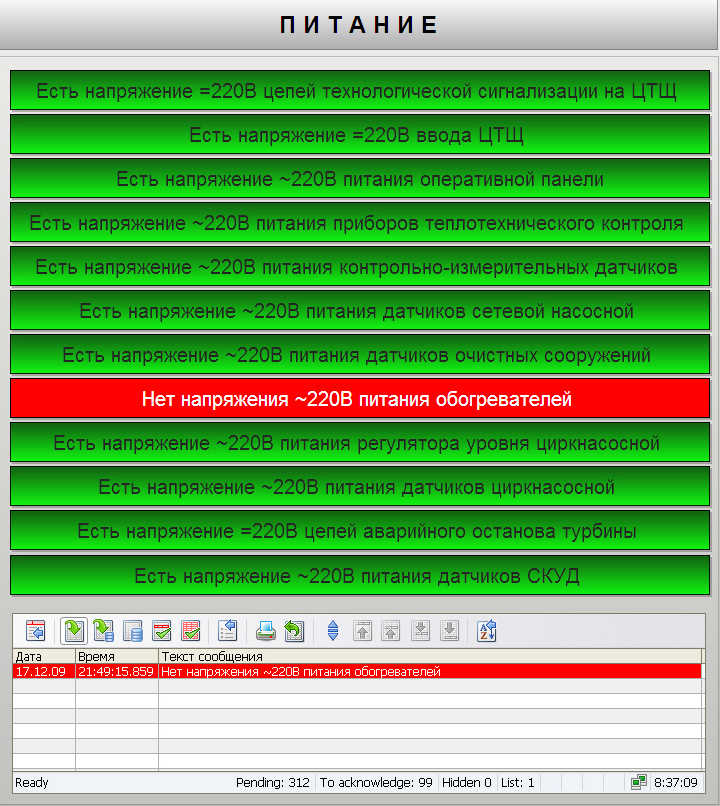 ПИТАНИЕ
Есть напряжение =220В цепей технологической сигнализации на ЦТЩ
Есть напряжение =220В ввода ЦТЩ
Есть напряжение ~220В питания оперативной панели
Есть напряжение ~220В питания приборов теплотехнического контроля
Есть напряжение ~220В питания контрольно-измерительных датчиков
Есть напряжение ~220В питания датчиков сетевой насосной
Есть напряжение ~220В питания датчиков очистных сооружений
Нет напряжения ~220В питания обогревателей
Есть напряжение ~220В питания регулятора уровня циркнасосной
Есть напряжение ~220В питания датчиков циркнасосной
Есть напряжение =220В цепей аварийного останова турбины
Есть напряжение ~220В питания датчиков СКУД
Дата Время Текст сообщения
17.12.09 21:49:15.859 Нет напряжения ~220В питания обогревателей
Ready Pending: 312 To acknowledge: 99 Hidden 0 List: 1 8:37:09